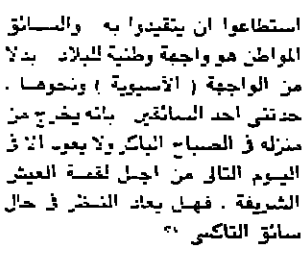 استطاعوا ان يتقيدوا به والسائق
المواطن هو واجهة وطنية للبلاد بدلا
من الواجهة ( الآسيوية ) ونحوها .
حدثني احد السائقين بانه يخرج من
منزله في الصباح الباكر ولا يعود الا في
اليوم التالي من اجل لقمة العيش
الشريفة . فهل يعاد النظر في حال
سائق التاكسي ؟!